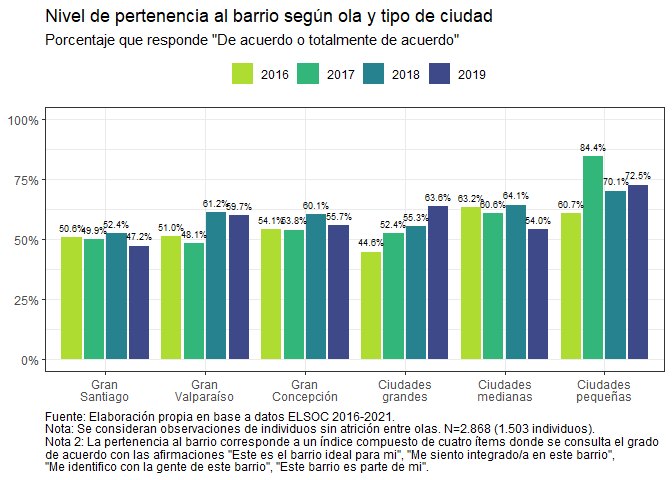 Nivel de pertenencia al barrio según ola y tipo de ciudad
Porcentaje que responde "De acuerdo o totalmente de acuerdo"
2016 2017 2018 2019
100%
75%
50%
25%
0%
50.6% 49.9% 52.4% 47.2%
51.0% 48.1% 61.2% 59.7%
54.1% 53.8% 60.1% 55.7%
44.6% 52.4% 55.3% 63.6%
63.2% 60.6% 64.1% 54.0%
60.7% 84.4% 70.1% 72.5%
Gran
Santiago
Gran
Valparaíso
Gran
Concepción
Ciudades
grandes
Ciudades
medianas
Ciudades
pequeñas
Fuente: Elaboración propia en base a datos ELSOC 2016-2021.
Nota: Se consideran observaciones de individuos sin atrición entre olas. N=2.868 (1.503 individuos).
Nota 2: La pertenencia al barrio corresponde a un índice compuesto de cuatro ítems donde se consulta el grado
de acuerdo con las afirmaciones "Este es el barrio ideal para mi", "Me siento integrado/a en este barrio",
"Me identifico con la gente de este barrio", "Este barrio es parte de mi".